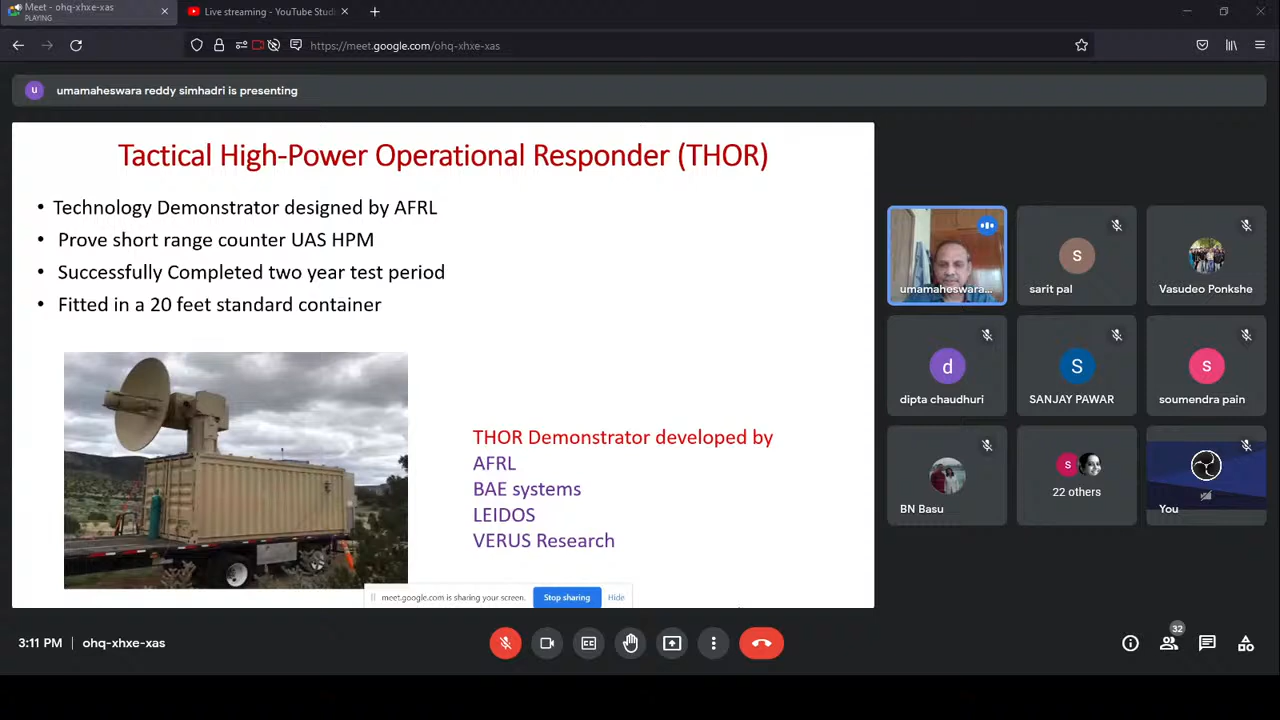 Meet - ohq-xhxe-xas
PLAYING
Live streaming - YouTube Studi
https://meet.google.com/ohq-xhxe-xas
u
umamaheswara reddy simhadri is presenting
Tactical High-Power Operational Responder (THOR)
• Technology Demonstrator designed by AFRL
• Prove short range counter UAS HPM
• Successfully Completed two year test period
• Fitted in a 20 feet standard container
THOR Demonstrator developed by
AFRL
BAE systems
LEIDOS
VERUS Research
meet.google.com is sharing your screen. Stop sharing Hide
umamaheswara...
s
sarit pal
Vasudeo Ponkshe
d
dipta chaudhuri
S
SANJAY PAWAR
s
soumendra pain
BN Basu
s
22 others
You
3:11 PM | ohq-xhxe-xas
32